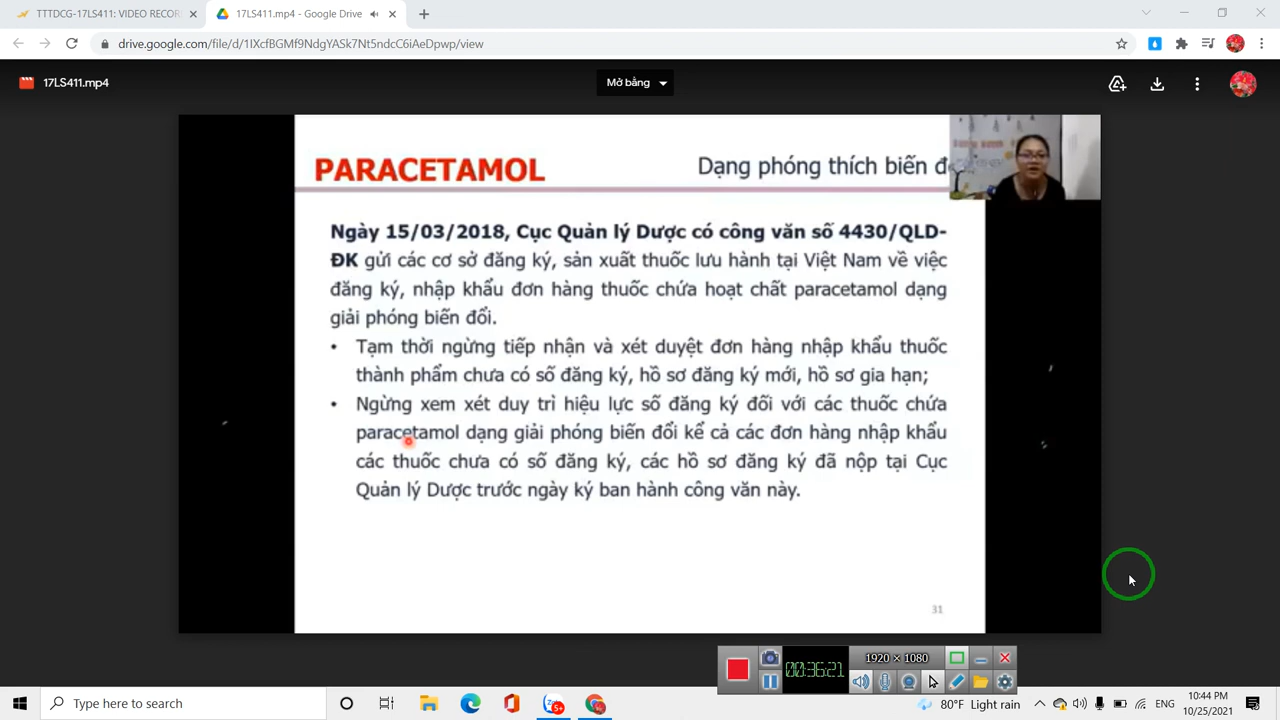 TTTDCG-17LS411: VIDEO RECOR
17LS411.mp4 - Google Drive
drive.google.com/file/d/1IXcfBGMf9NdgYASk7Nt5ndcC6iAeDpwp/view
17LS411.mp4
Mở bằng
PARACETAMOL
Dạng phóng thích biến đ
Ngày 15/03/2018, Cục Quản lý Dược có công văn số 4430/QLD-
ĐK gửi các cơ sở đăng ký, sản xuất thuốc lưu hành tại Việt Nam về việc
đăng ký, nhập khẩu đơn hàng thuốc chứa hoạt chất paracetamol dạng
giải phóng biến đổi.
• Tạm thời ngừng tiếp nhận và xét duyệt đơn hàng nhập khẩu thuốc
thành phẩm chưa có số đăng ký, hồ sơ đăng ký mới, hồ sơ gia hạn;
• Ngừng xem xét duy trì hiệu lực số đăng ký đối với các thuốc chứa
paracetamol dạng giải phóng biến đổi kể cả các đơn hàng nhập khẩu
các thuốc chưa có số đăng ký, các hồ sơ đăng ký đã nộp tại Cục
Quản lý Dược trước ngày ký ban hành công văn này.
31
1920 × 1080
00:36:21
Type here to search
5+
80°F Light rain
ENG
10:44 PM
10/25/2021